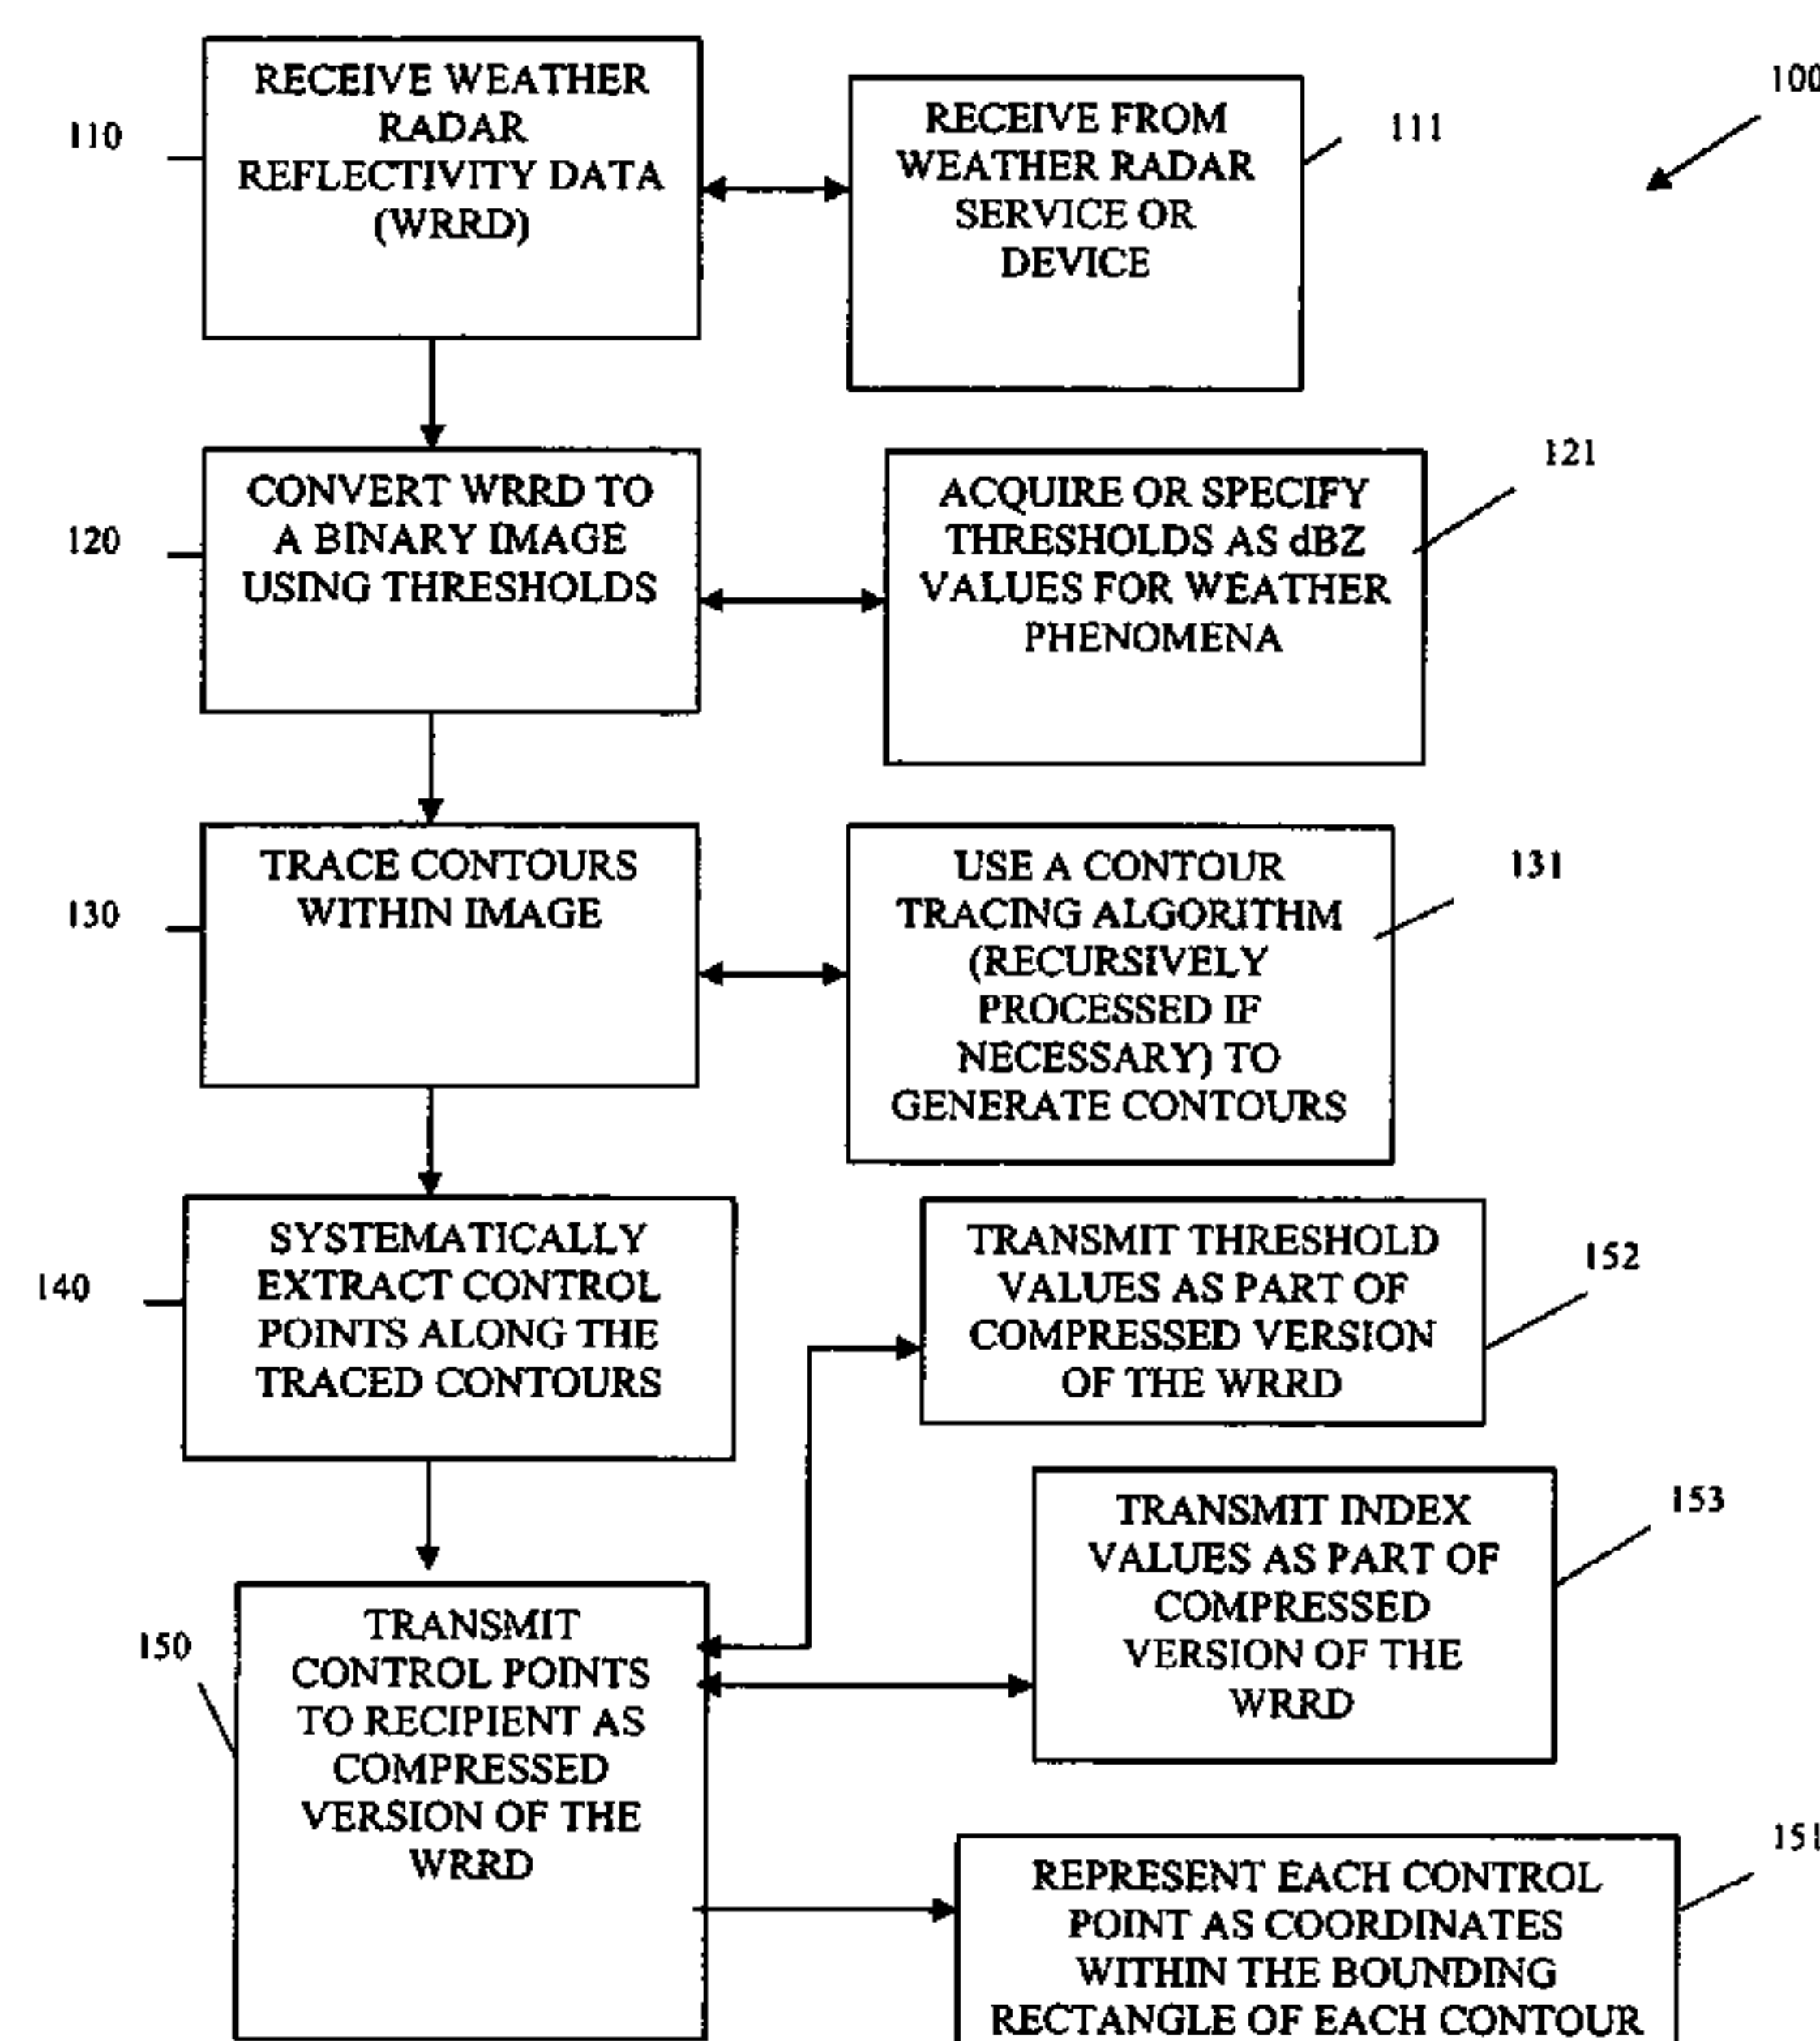 100
110
RECEIVE WEATHER
RADAR
REFLECTIVITY DATA
(WRRD)
RECEIVE FROM
WEATHER RADAR
SERVICE OR
DEVICE
111
120
CONVERT WRRD TO
A BINARY IMAGE
USING THRESHOLDS
ACQUIRE OR SPECIFY
THRESHOLDS AS dBZ
VALUES FOR WEATHER
PHENOMENA
121
130
TRACE CONTOURS
WITHIN IMAGE
USE A CONTOUR
TRACING ALGORITHM
(RECURSIVELY
PROCESSED IF
NECESSARY) TO
GENERATE CONTOURS
131
140
SYSTEMATICALLY
EXTRACT CONTROL
POINTS ALONG THE
TRACED CONTOURS
TRANSMIT THRESHOLD
VALUES AS PART OF
COMPRESSED VERSION
OF THE WRRD
152
TRANSMIT INDEX
VALUES AS PART OF
COMPRESSED
VERSION OF THE
WRRD
153
150
TRANSMIT
CONTROL POINTS
TO RECIPIENT AS
COMPRESSED
VERSION OF THE
WRRD
REPRESENT EACH CONTROL
POINT AS COORDINATES
WITHIN THE BOUNDING
RECTANGLE OF EACH CONTOUR
151